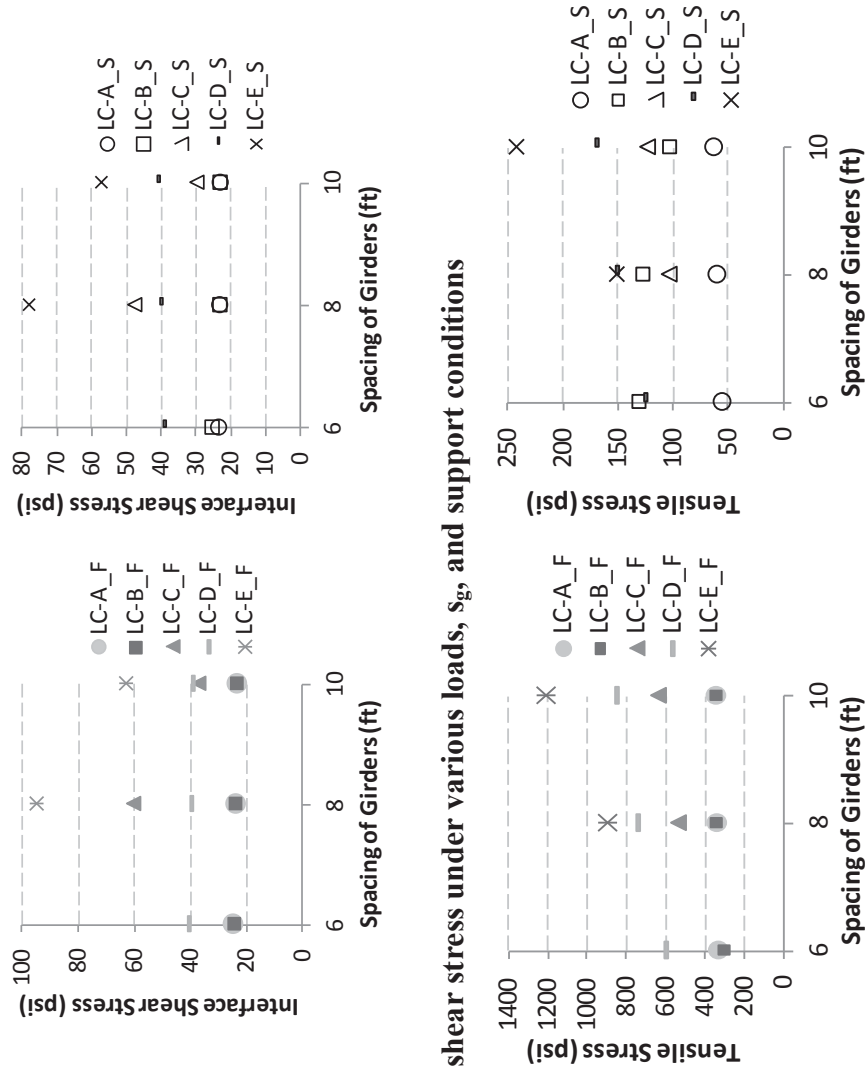 100
80
60
40
20
0
Interface Shear Stress (psi)
6
8
10
Spacing of Girders (ft)
LC-A_F
LC-B_F
LC-C_F
LC-D_F
LC-E_F
80
70
60
50
40
30
20
10
0
Interface Shear Stress (psi)
6
8
10
Spacing of Girders (ft)
LC-A_S
LC-B_S
LC-C_S
LC-D_S
LC-E_S
shear stress under various loads, sg, and support conditions
1400
1200
1000
800
600
400
200
0
Tensile Stress (psi)
6
8
10
Spacing of Girders (ft)
LC-A_F
LC-B_F
LC-C_F
LC-D_F
LC-E_F
250
200
150
100
50
0
Tensile Stress (psi)
6
8
10
Spacing of Girders (ft)
LC-A_S
LC-B_S
LC-C_S
LC-D_S
LC-E_S